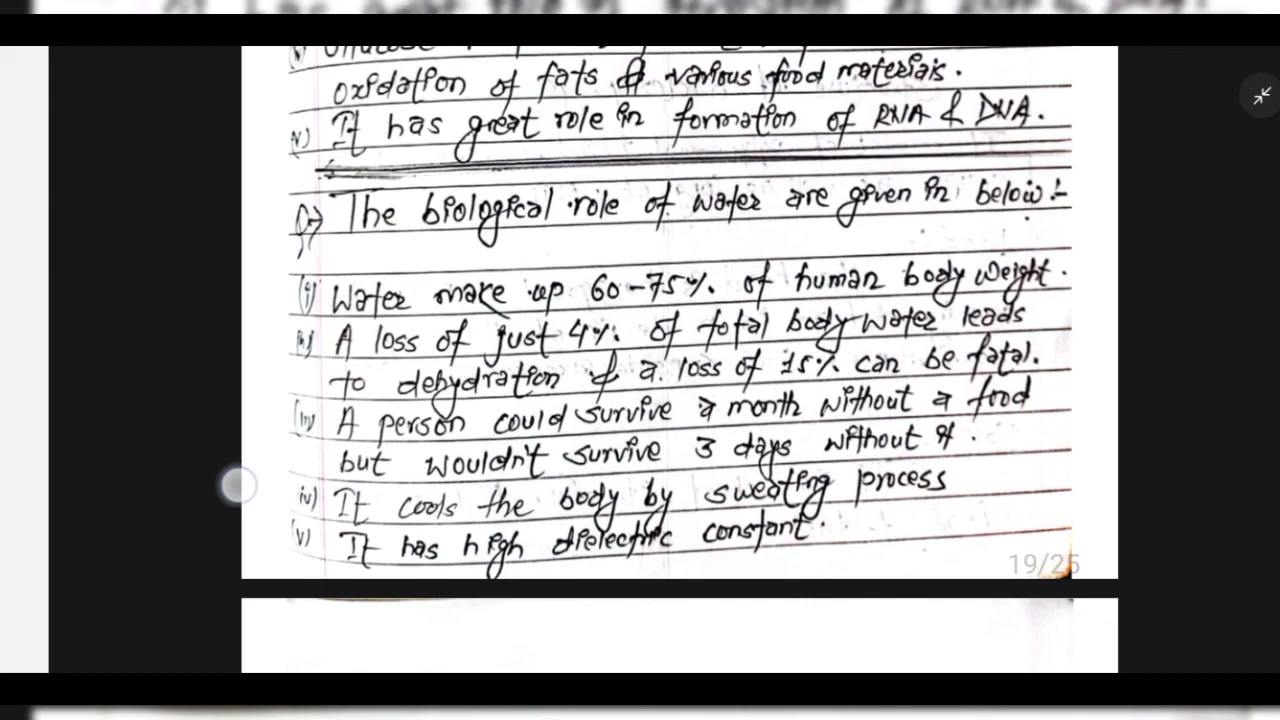 oxidation of fats & various food materials.
(v) It has great role in formation of RNA & DNA.
Q=7 The biological role of water are given in below:-
(i) Water make up 60-75% of human body weight.
(ii) A loss of just 4% of total body water leads
to dehydration & a loss of 15% can be fatal.
(iii) A person could survive a month without a food
but wouldn't survive 3 days without it.
iv) It cools the body by sweating process
(v) It has high dielectric constant.
19/25